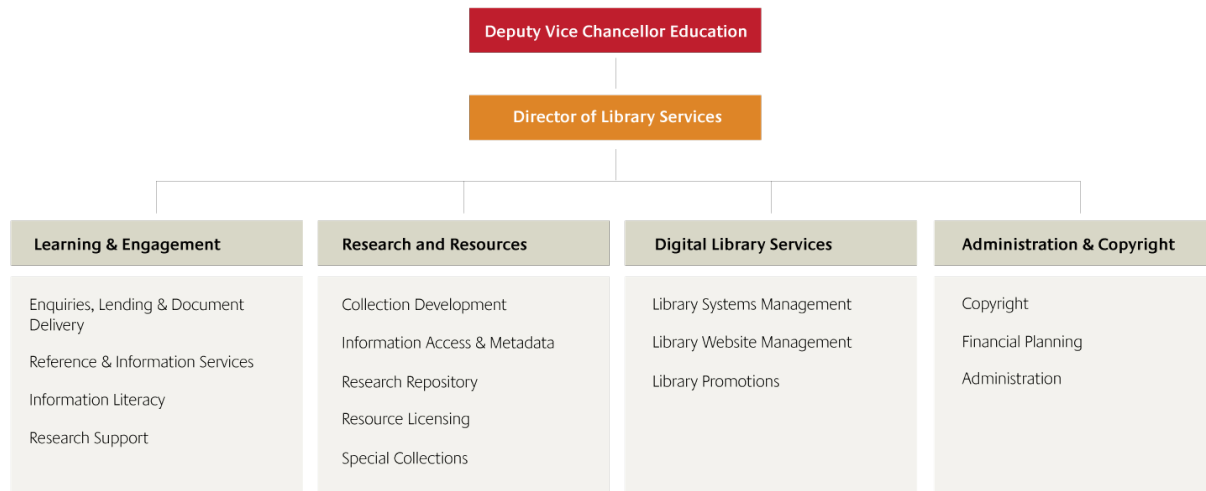 Deputy Vice Chancellor Education
Director of Library Services
Learning & Engagement
Enquiries, Lending & Document
Delivery
Reference & Information Services
Information Literacy
Research Support
Research and Resources
Collection Development
Information Access & Metadata
Research Repository
Resource Licensing
Special Collections
Digital Library Services
Library Systems Management
Library Website Management
Library Promotions
Administration & Copyright
Copyright
Financial Planning
Administration